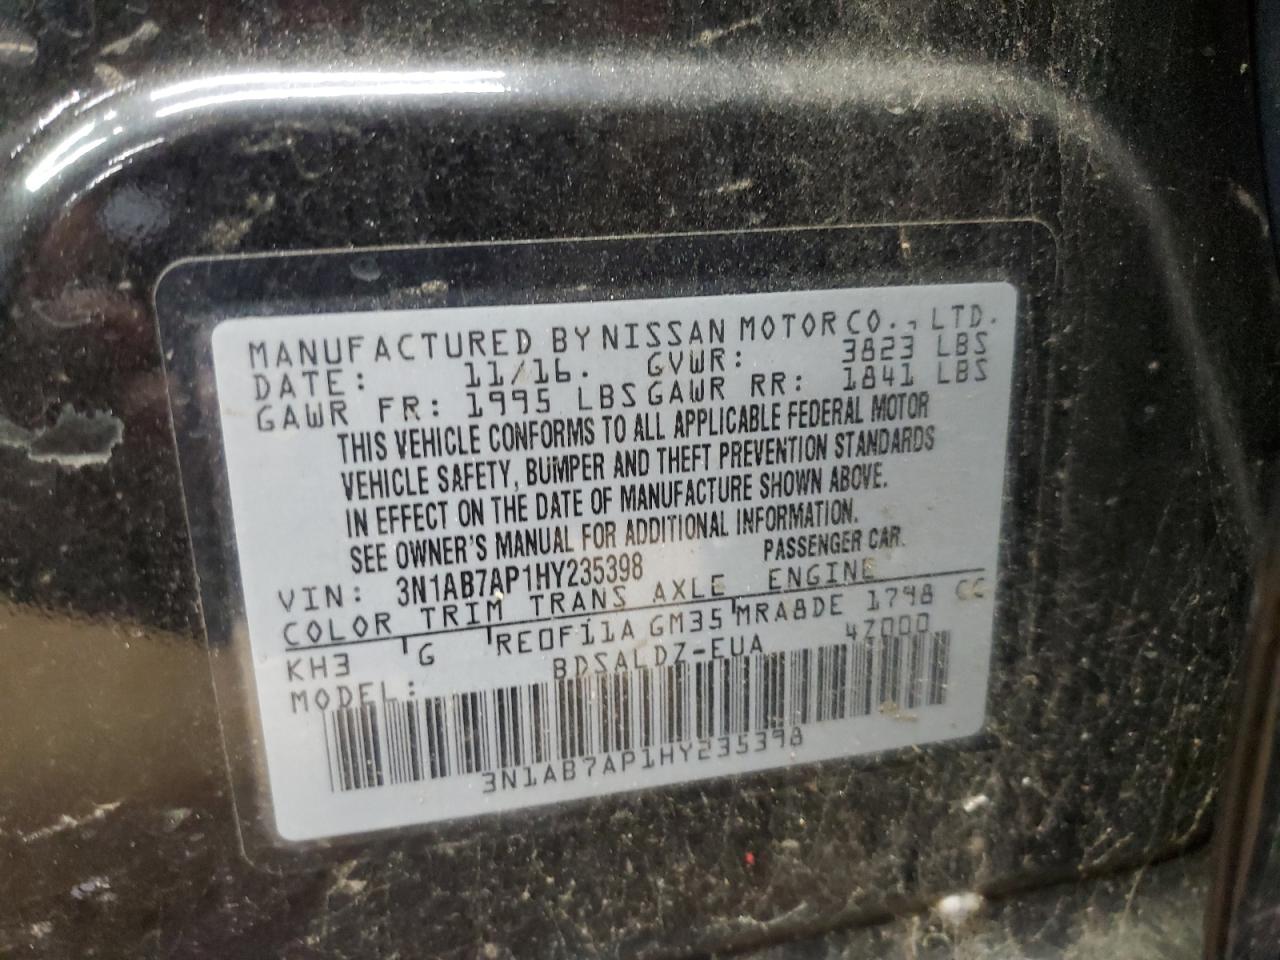 MANUFACTURED BY NISSAN MOTOR CO., LTD.
DATE: 11/16. GVWR: 3823 LBS
GAWR FR: 1995 LBS GAWR RR: 1841 LBS
THIS VEHICLE CONFORMS TO ALL APPLICABLE FEDERAL MOTOR
VEHICLE SAFETY, BUMPER AND THEFT PREVENTION STANDARDS
IN EFFECT ON THE DATE OF MANUFACTURE SHOWN ABOVE.
SEE OWNER'S MANUAL FOR ADDITIONAL INFORMATION.
VIN: 3N1AB7AP1HY235398 PASSENGER CAR.
COLOR TRIM TRANS AXLE ENGINE
KH3 G RE0F11A GM35 MRA8DE 1798 CC
MODEL: BDSALDZ-EUA 47000
3N1AB7AP1HY235398